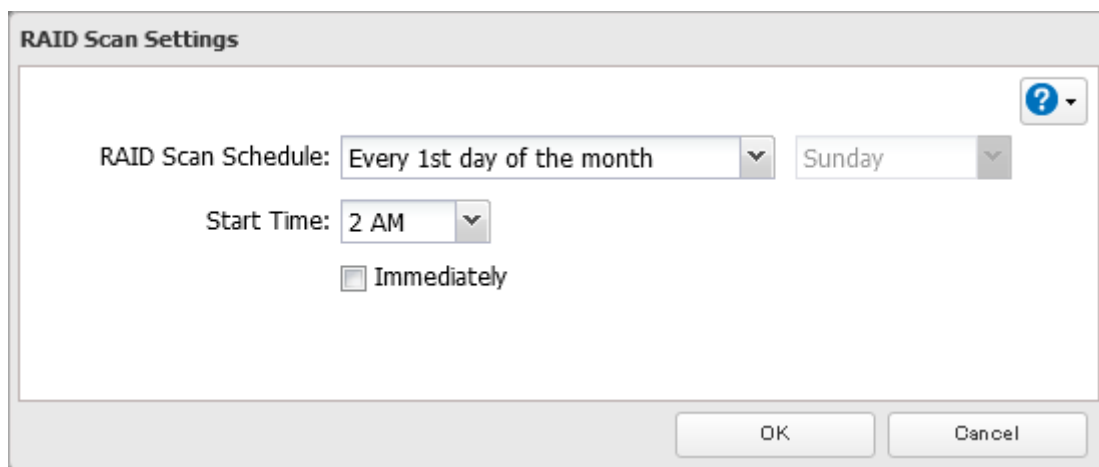 RAID Scan Settings
?
RAID Scan Schedule: Every 1st day of the month Sunday
Start Time: 2 AM
Immediately
OK Cancel